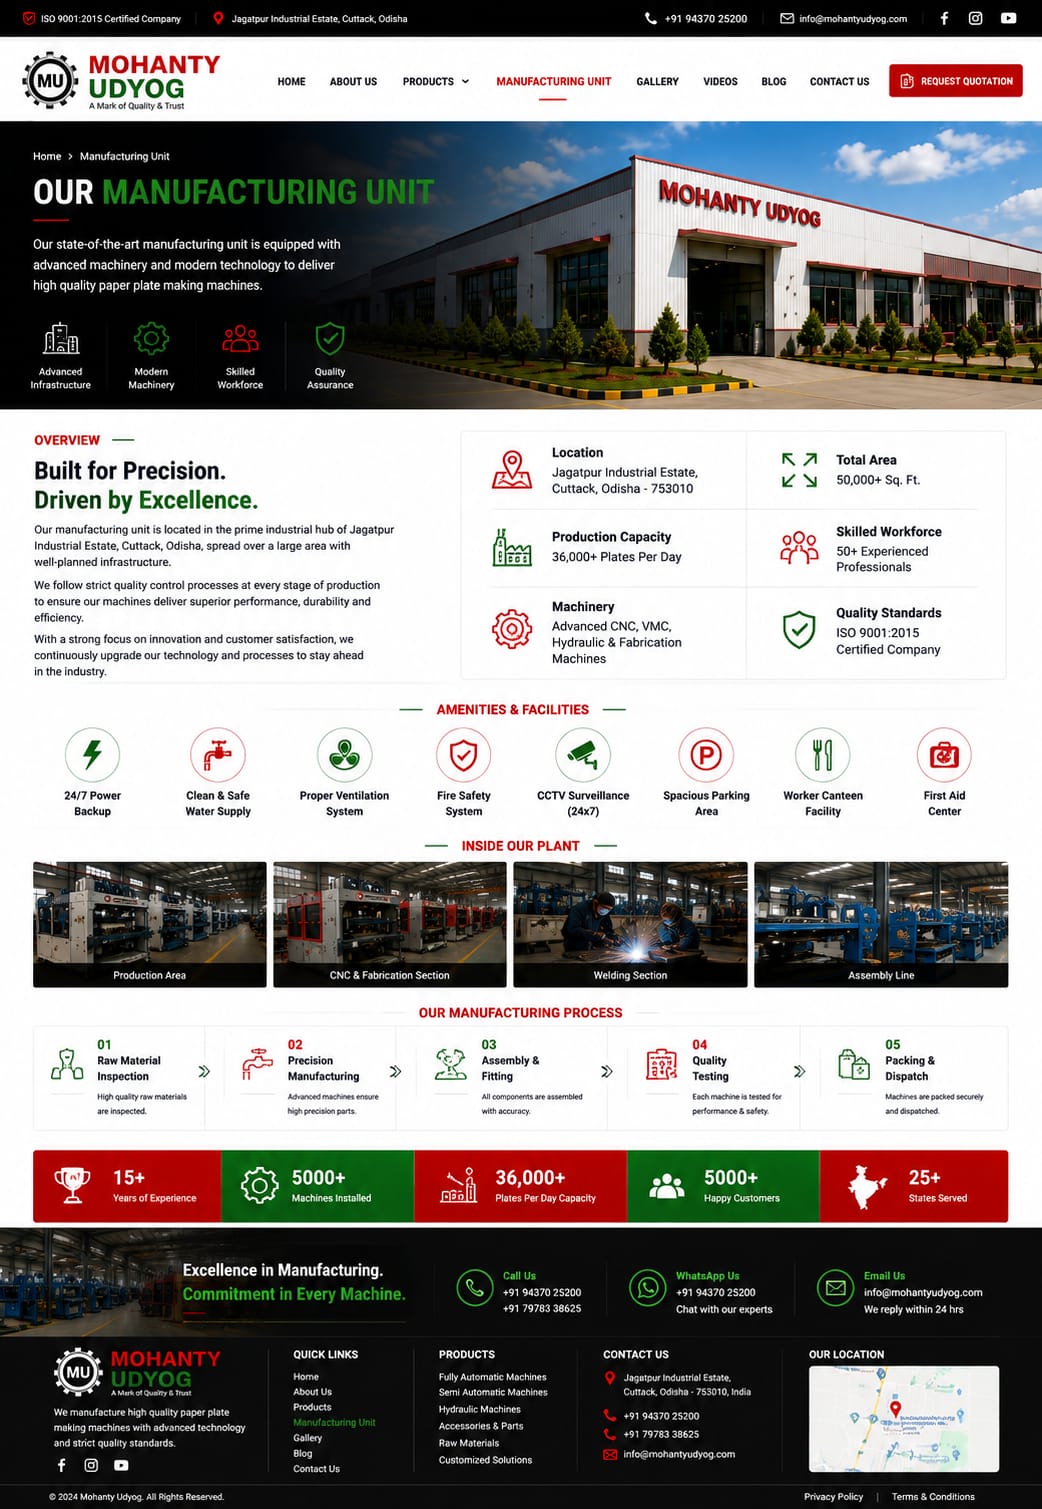 ISO 9001:2015 Certified Company
Jagatpur Industrial Estate, Cuttack, Odisha
+91 94370 25200
info@mohantyudyog.com
MU
MOHANTY
UDYOG
A Mark of Quality & Trust
HOME
ABOUT US
PRODUCTS
MANUFACTURING UNIT
GALLERY
VIDEOS
BLOG
CONTACT US
REQUEST QUOTATION
Home > Manufacturing Unit
OUR MANUFACTURING UNIT
Our state-of-the-art manufacturing unit is equipped with
advanced machinery and modern technology to deliver
high quality paper plate making machines.
MOHANTY UDYOG
Advanced
Infrastructure
Modern
Machinery
Skilled
Workforce
Quality
Assurance
OVERVIEW
Built for Precision.
Driven by Excellence.
Our manufacturing unit is located in the prime industrial hub of Jagatpur
Industrial Estate, Cuttack, Odisha, spread over a large area with
well-planned infrastructure.
We follow strict quality control processes at every stage of production
to ensure our machines deliver superior performance, durability and
efficiency.
With a strong focus on innovation and customer satisfaction, we
continuously upgrade our technology and processes to stay ahead
in the industry.
Location
Jagatpur Industrial Estate,
Cuttack, Odisha - 753010
Total Area
50,000+ Sq. Ft.
Production Capacity
36,000+ Plates Per Day
Skilled Workforce
50+ Experienced
Professionals
Machinery
Advanced CNC, VMC,
Hydraulic & Fabrication
Machines
Quality Standards
ISO 9001:2015
Certified Company
AMENITIES & FACILITIES
24/7 Power
Backup
Clean & Safe
Water Supply
Proper Ventilation
System
Fire Safety
System
CCTV Surveillance
(24x7)
P
Spacious Parking
Area
Worker Canteen
Facility
First Aid
Center
INSIDE OUR PLANT
Production Area
CNC & Fabrication Section
Welding Section
Assembly Line
OUR MANUFACTURING PROCESS
01
Raw Material
Inspection
High quality raw materials
are inspected.
02
Precision
Manufacturing
Advanced machines ensure
high precision parts.
03
Assembly &
Fitting
All components are assembled
with accuracy.
04
Quality
Testing
Each machine is tested for
performance & safety.
05
Packing &
Dispatch
Machines are packed securely
and dispatched.
15+
Years of Experience
5000+
Machines Installed
36,000+
Plates Per Day Capacity
5000+
Happy Customers
25+
States Served
Excellence in Manufacturing.
Commitment in Every Machine.
Call Us
+91 94370 25200
+91 79783 38625
WhatsApp Us
+91 94370 25200
Chat with our experts
Email Us
info@mohantyudyog.com
We reply within 24 hrs
MU
MOHANTY
UDYOG
A Mark of Quality & Trust
We manufacture high quality paper plate
making machines with advanced technology
and strict quality standards.
QUICK LINKS
Home
About Us
Products
Manufacturing Unit
Gallery
Blog
Contact Us
PRODUCTS
Fully Automatic Machines
Semi Automatic Machines
Hydraulic Machines
Accessories & Parts
Raw Materials
Customized Solutions
CONTACT US
Jagatpur Industrial Estate,
Cuttack, Odisha - 753010, India
+91 94370 25200
+91 79783 38625
info@mohantyudyog.com
OUR LOCATION
© 2024 Mohanty Udyog. All Rights Reserved.
Privacy Policy | Terms & Conditions